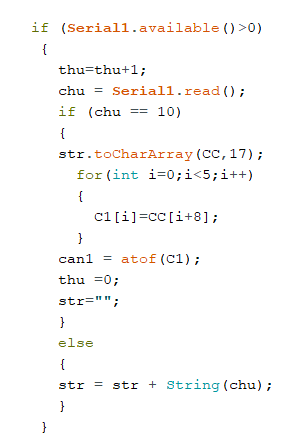 if (Serial1.available()>0)
{
thu=thu+1;
chu = Serial1.read();
if (chu == 10)
{
str.toCharArray(CC,17);
for(int i=0;i<5;i++)
{
C1[i]=CC[i+8];
}
can1 = atof(C1);
thu =0;
str="";
}
else
{
str = str + String(chu);
}
}